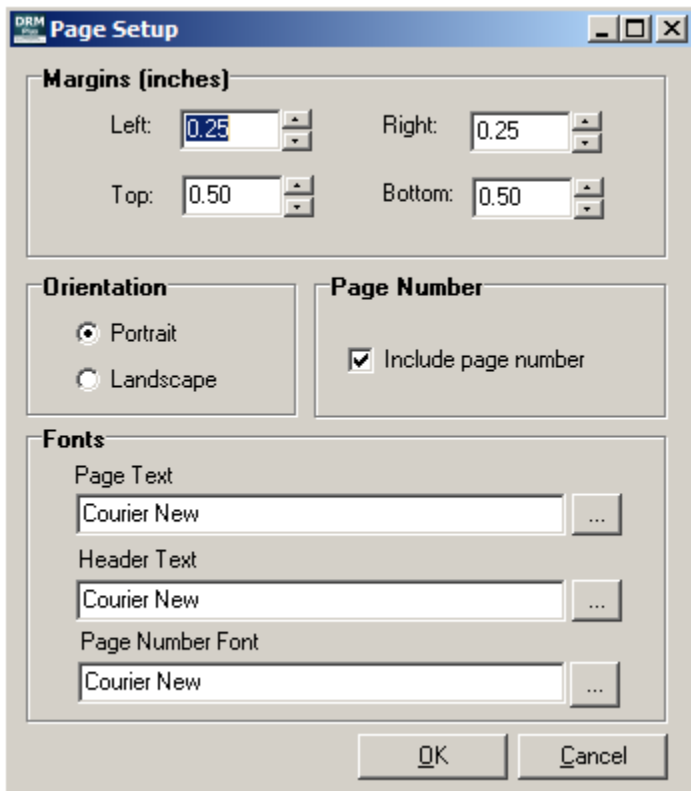 DRM Plus Page Setup
Margins (inches)
Left: 0.25 Right: 0.25
Top: 0.50 Bottom: 0.50
Orientation Page Number
Portrait
Include page number
Landscape
Fonts
Page Text
Courier New ...
Header Text
Courier New ...
Page Number Font
Courier New ...
OK Cancel